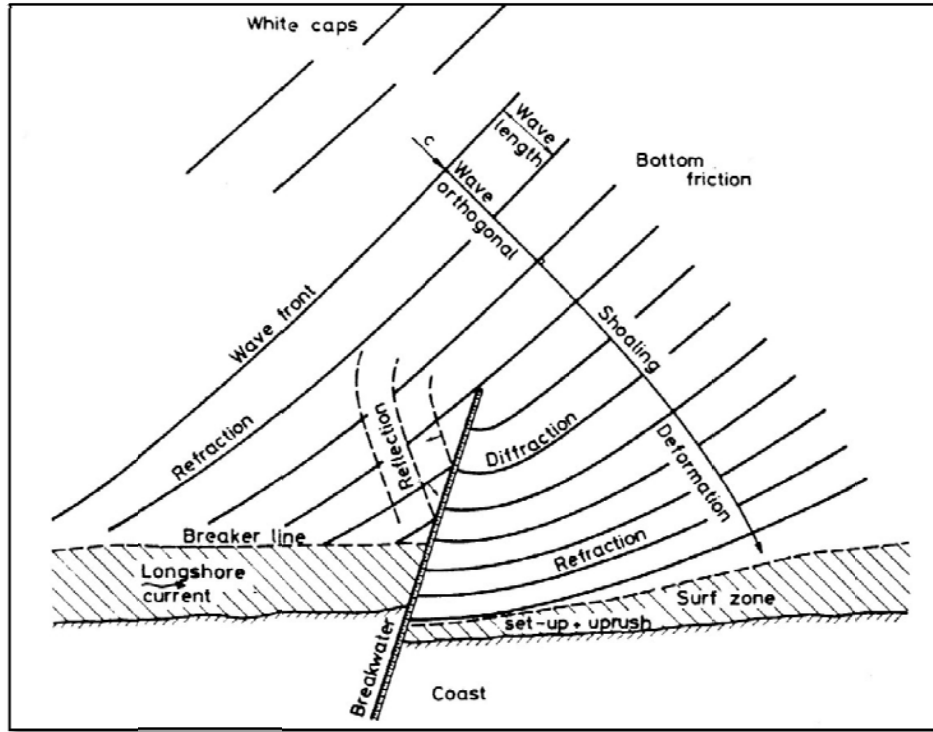 White caps
Wave
length
C
Wave
orthogonal
Bottom
friction
Wave front
Shoaling
Refraction
Reflection
Diffraction
Deformation
Breaker line
Refraction
Longshore
current
Surf zone
set-up + uprush
Breakwater
Coast